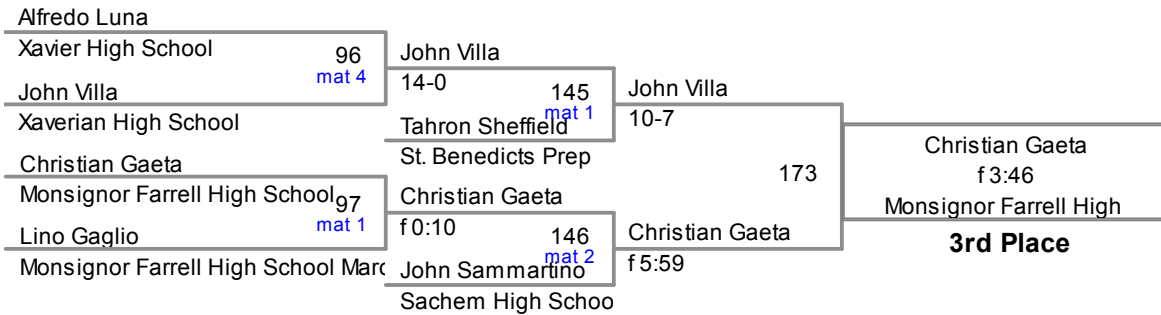 Alfredo Luna
Xavier High School
96
mat 4
John Villa
Xaverian High School
Christian Gaeta
Monsignor Farrell High School
97
mat 1
Lino Gaglio
Monsignor Farrell High School Marc
John Villa
14-0
145
mat 1
Tahron Sheffield
St. Benedicts Prep
Christian Gaeta
f 0:10
146
mat 2
John Sammartino
Sachem High Schoo
John Villa
10-7
173
Christian Gaeta
f 5:59
Christian Gaeta
f 3:46
Monsignor Farrell High
3rd Place